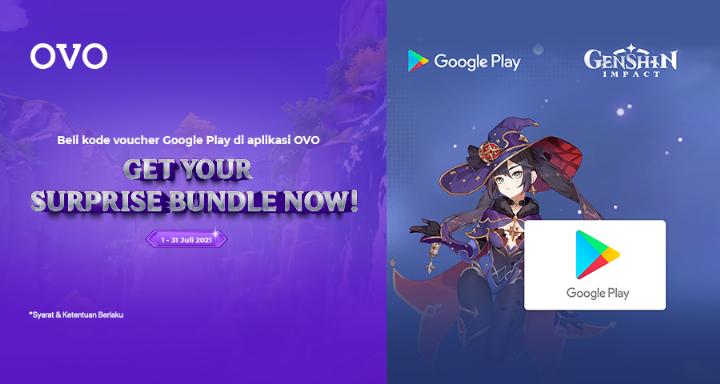 OVO
Beli kode voucher Google Play di aplikasi OVO
GET YOUR
SURPRISE BUNDLE NOW!
1 - 31 Juli 2021
*Syarat & Ketentuan Berlaku
Google Play
GENSHIN
IMPACT
Google Play